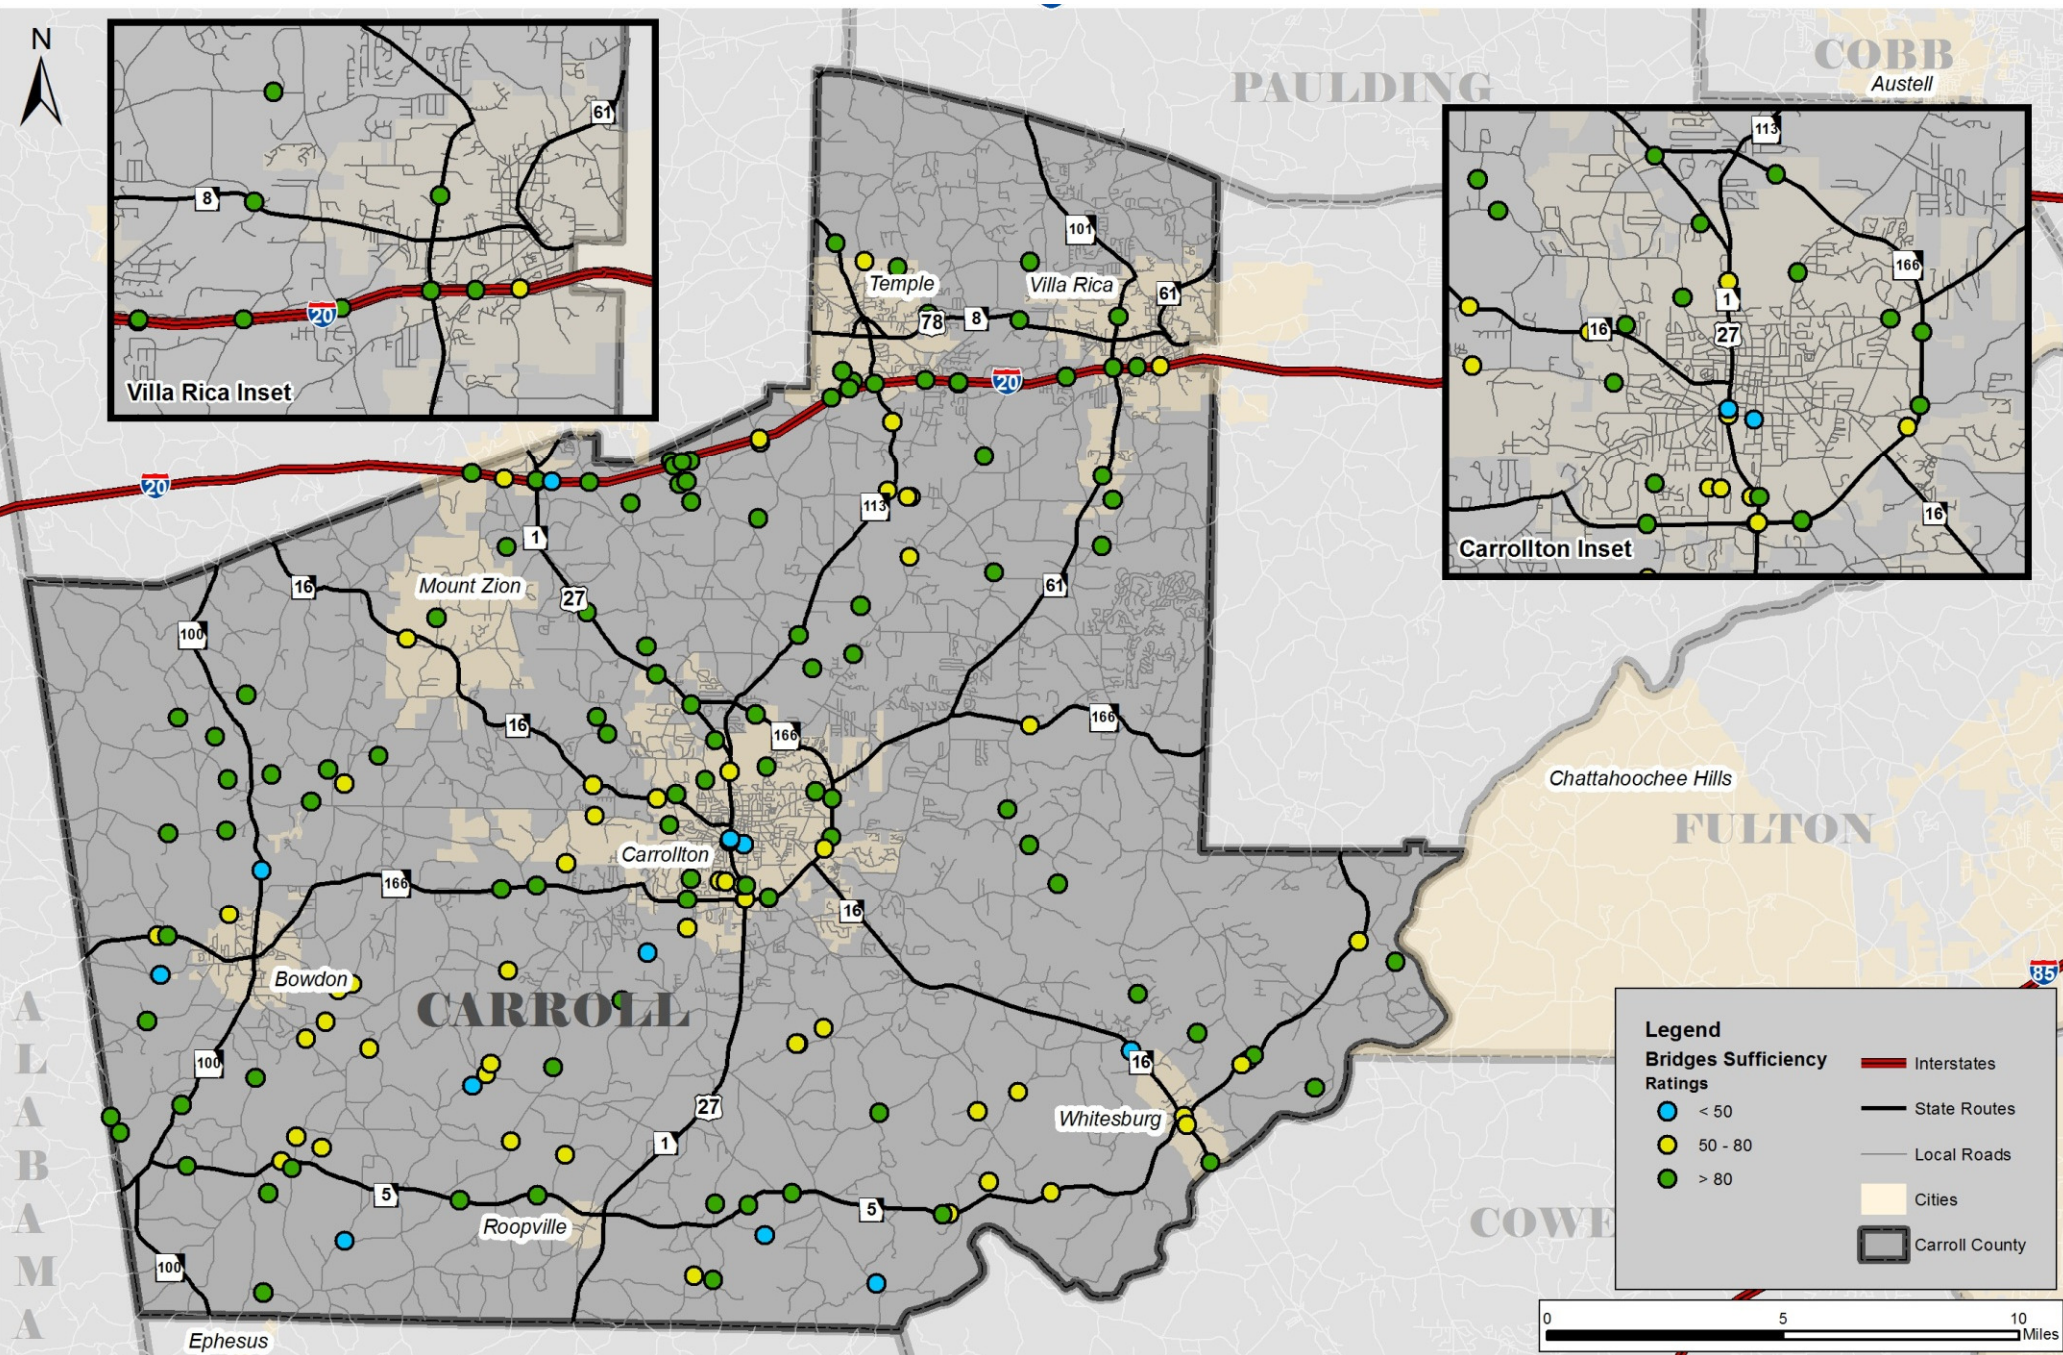 N
61
8
20
Villa Rica Inset
PAULDING
COBB
Austell
113
166
16
1
27
16
Carrollton Inset
101
Temple
Villa Rica
61
78
8
20
20
113
1
16
Mount Zion
27
61
100
16
166
166
Chattahoochee Hills
FULTON
Carrollton
166
16
Bowdon
CARROLL
85
16
100
27
Whitesburg
1
5
5
Roopville
COWE
100
Ephesus
ALABAMA
Legend
Bridges Sufficiency
Ratings
< 50
50 - 80
> 80
Interstates
State Routes
Local Roads
Cities
Carroll County
0 5 10
Miles